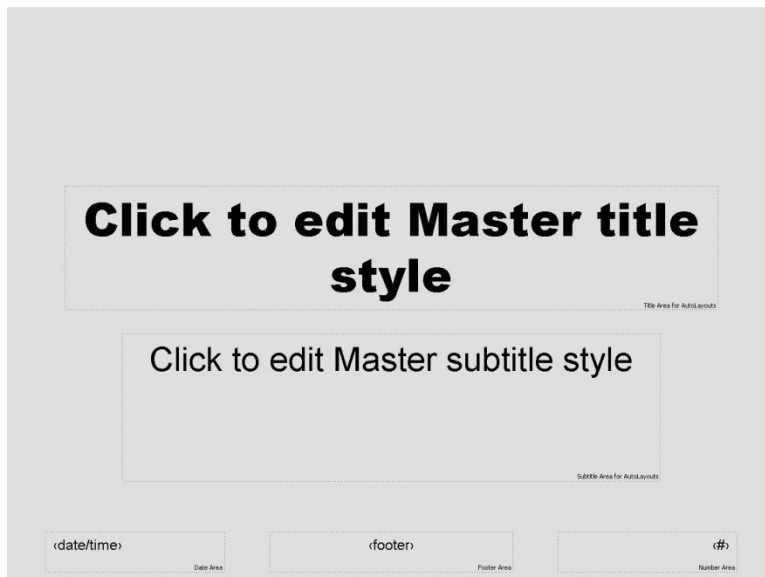 Click to edit Master title
style
Title Area for AutoLayouts
Click to edit Master subtitle style
Subtitle Area for AutoLayouts
‹date/time›
Date Area
‹footer›
Footer Area
‹#›
Number Area